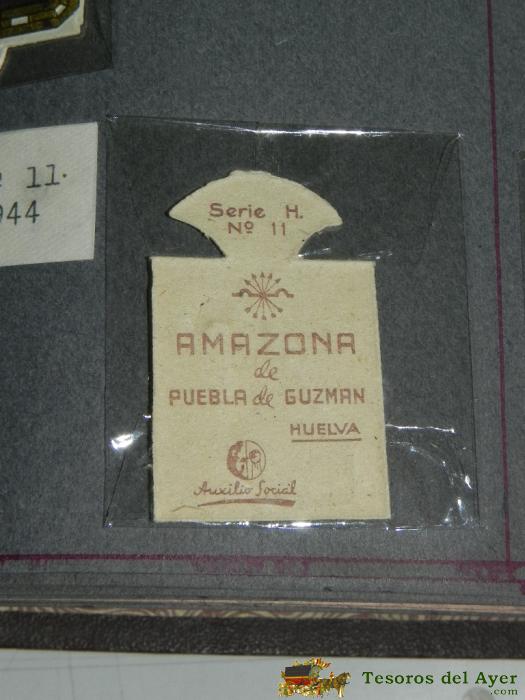 11.
944
Serie H.
Nº 11
AMAZONA
de
PUEBLA de GUZMAN
HUELVA
Auxilio Social
Tesoros del Ayer
.com